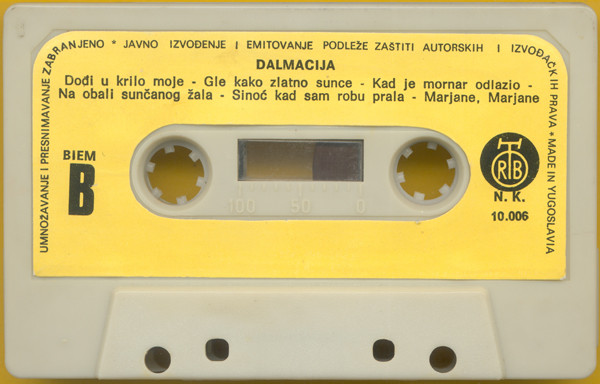 UMNOŽAVANJE I PRESNIMAVANJE ZABRANJENO * JAVNO IZVOĐENJE I EMITOVANJE PODLEŽE ZAŠTITI AUTORSKIH I IZVOĐAČKIH PRAVA * MADE IN YUGOSLAVIA
DALMACIJA
Dođi u krilo moje - Gle kako zlatno sunce - Kad je mornar odlazio -
Na obali sunčanog žala - Sinoć kad sam robu prala - Marjane, Marjane
BIEM
B
RTB
N. K.
10.006
100 50 0